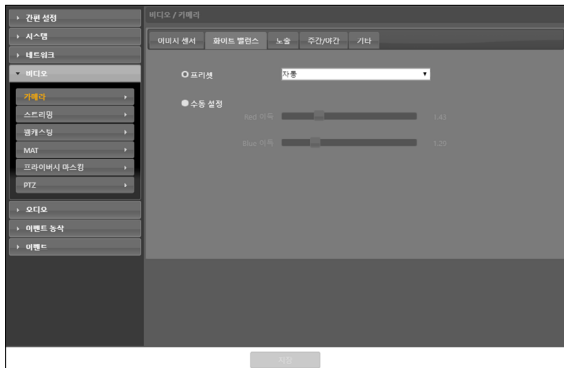 간편 설정
시스템
네트워크
비디오
카메라
스트리밍
웹캐스팅
MAT
프라이버시 마스킹
PTZ
오디오
이벤트 동작
이벤트
비디오 / 카메라
이미지 센서
화이트 밸런스
노출
주간/야간
기타
프리셋
자동
수동 설정
Red 이득
1.43
Blue 이득
1.29
저장